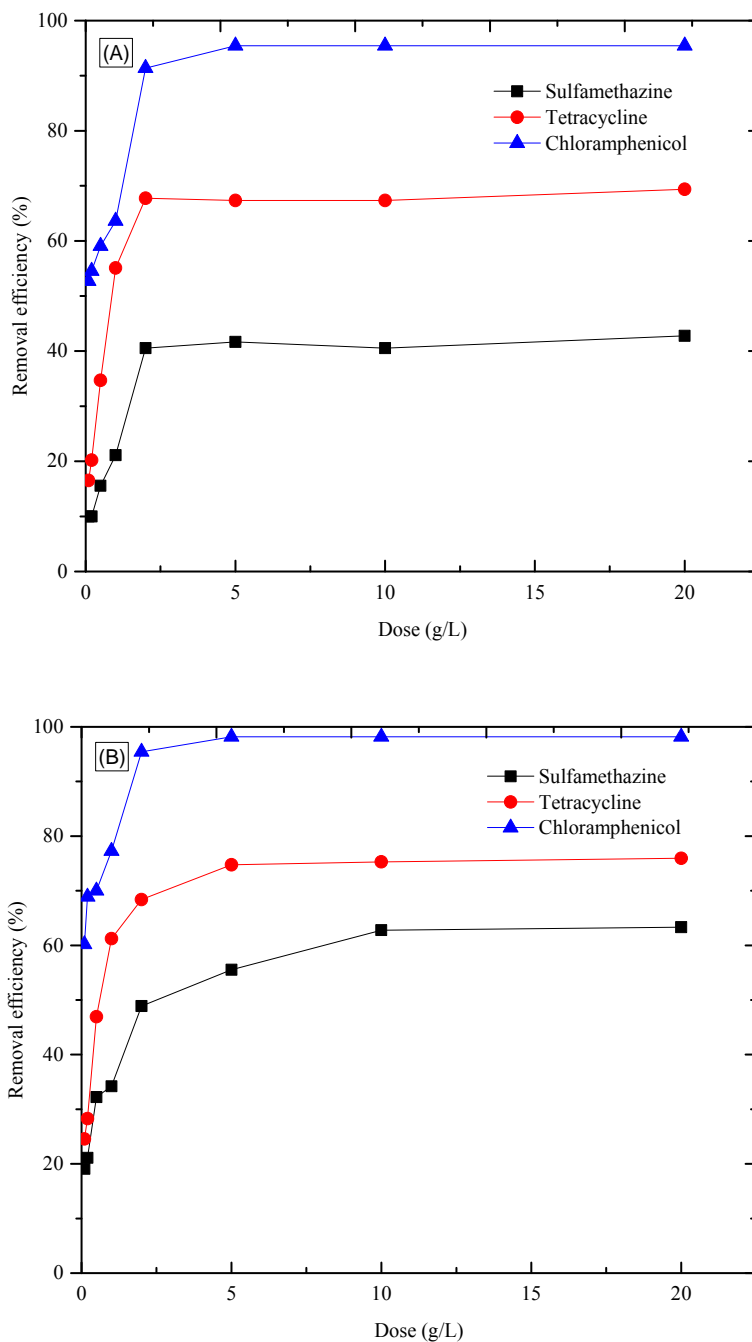 (A)
Sulfamethazine
Tetracycline
Chloramphenicol
100
80
60
40
20
0
Removal efficiency (%)
0 5 10 15 20
Dose (g/L)
(B)
Sulfamethazine
Tetracycline
Chloramphenicol
100
80
60
40
20
0
Removal efficiency (%)
0 5 10 15 20
Dose (g/L)